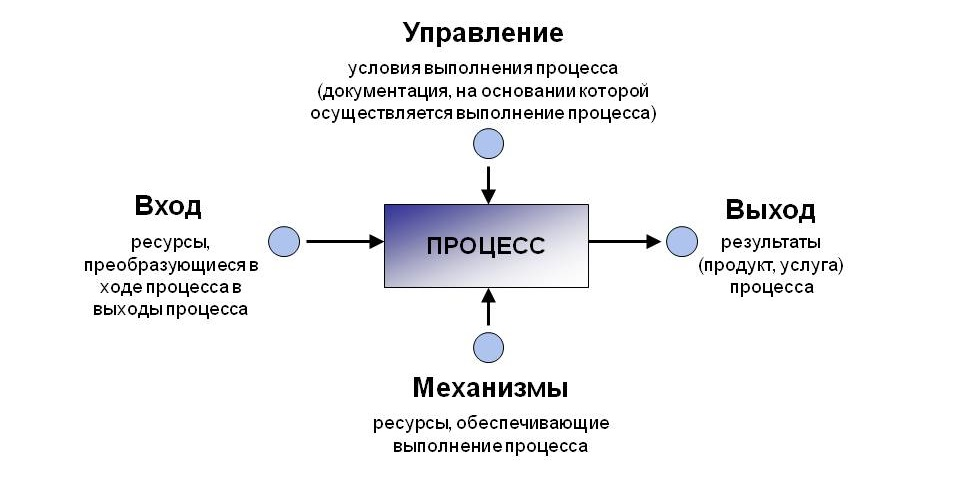 Управление
условия выполнения процесса
(документация, на основании которой
осуществляется выполнение процесса)
Вход
ресурсы,
преобразующиеся в
ходе процесса в
выходы процесса
ПРОЦЕСС
Выход
результаты
(продукт, услуга)
процесса
Механизмы
ресурсы, обеспечивающие
выполнение процесса